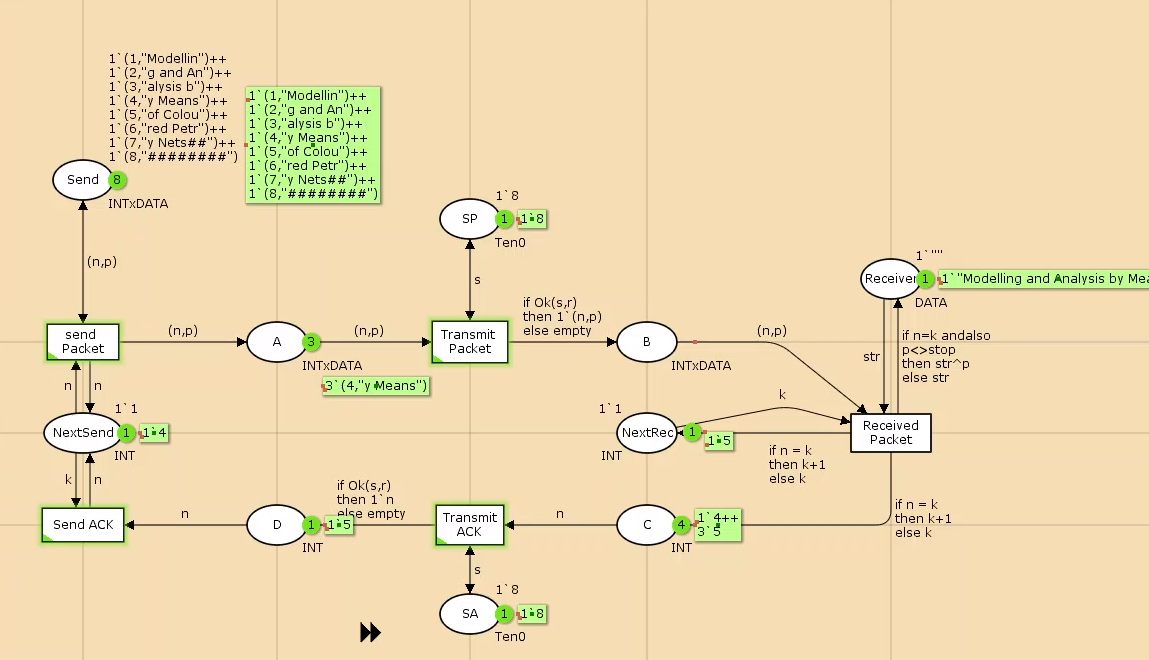 1`(1,"Modellin")++
1`(2,"g and An")++
1`(3,"alysis b")++
1`(4,"y Means")++
1`(5,"of Colou")++
1`(6,"red Petr")++
1`(7,"y Nets##")++
1`(8,"########")
1`(1,"Modellin")++
1`(2,"g and An")++
1`(3,"alysis b")++
1`(4,"y Means")++
1`(5,"of Colou")++
1`(6,"red Petr")++
1`(7,"y Nets##")++
1`(8,"########")
Send
8
INTxDATA
1`8
SP
1
1`8
Ten0
(n,p)
s
1`""
Receiver
1
1`"Modelling and Analysis by Mea
DATA
send
Packet
(n,p)
A
3
(n,p)
INTxDATA
3`(4,"y Means")
Transmit
Packet
if Ok(s,r)
then 1`(n,p)
else empty
B
INTxDATA
(n,p)
str
if n=k andalso
p<>stop
then str^p
else str
n
n
1`1
NextSend
1
1`4
INT
1`1
NextRec
1
1`5
INT
k
if n = k
then k+1
else k
Received
Packet
k
n
Send ACK
n
D
1
1`5
INT
if Ok(s,r)
then 1`n
else empty
Transmit
ACK
n
C
4
1`4++
3`5
INT
if n = k
then k+1
else k
s
1`8
SA
1
1`8
Ten0